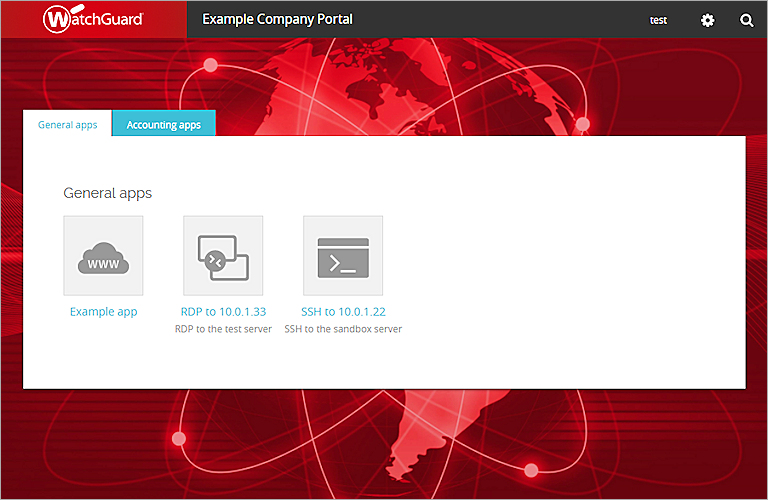 WatchGuard
Example Company Portal
test
General apps
Accounting apps
General apps
WWW
Example app
RDP to 10.0.1.33
RDP to the test server
SSH to 10.0.1.22
SSH to the sandbox server